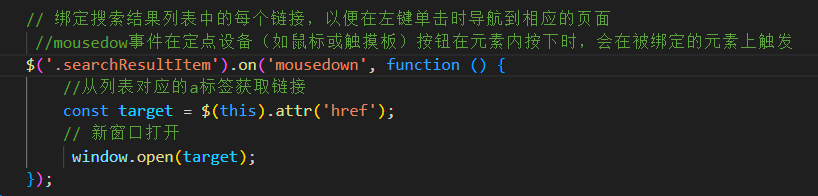 // 绑定搜索结果列表中的每个链接，以便在左键单击时导航到相应的页面
//mousedow事件在定点设备（如鼠标或触摸板）按钮在元素内按下时，会在被绑定的元素上触发
$('.searchResultItem').on('mousedown', function () {
//从列表对应的a标签获取链接
const target = $(this).attr('href');
// 新窗口打开
window.open(target);
});